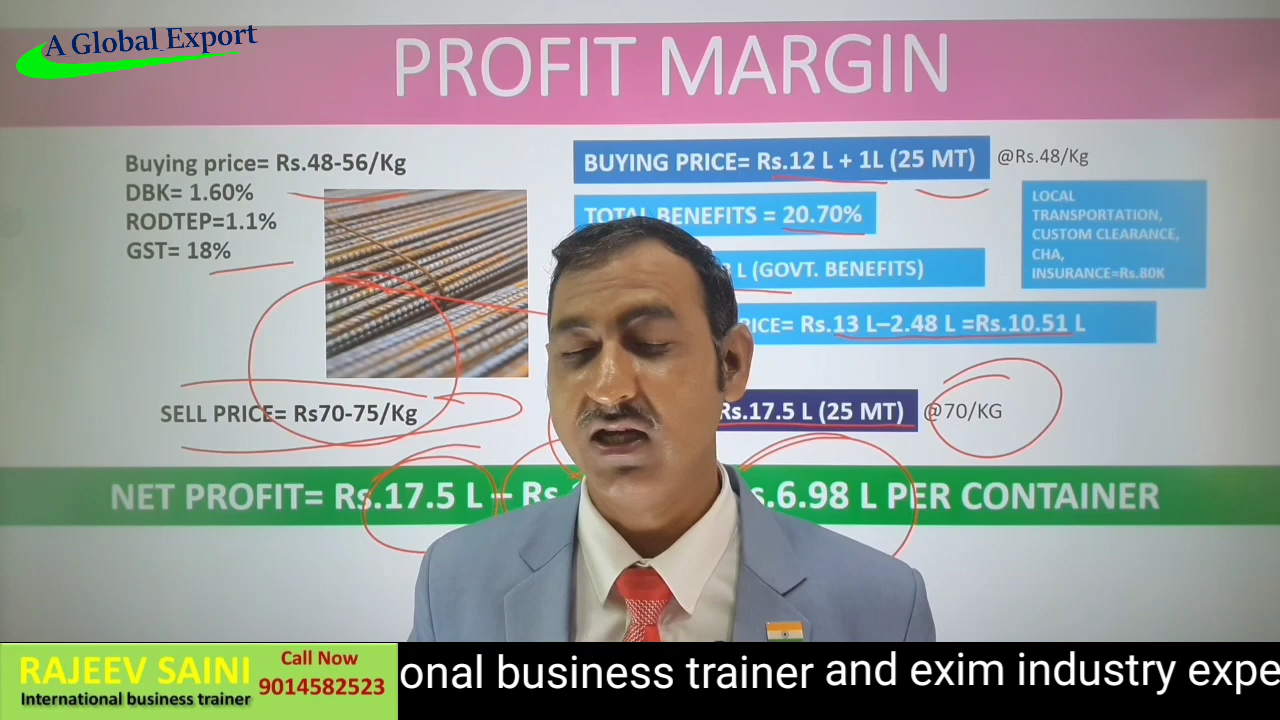 A Global Export
PROFIT MARGIN
Buying price= Rs.48-56/Kg
DBK= 1.60%
RODTEP=1.1%
GST= 18%
SELL PRICE= Rs70-75/Kg
BUYING PRICE= Rs.12 L + 1L (25 MT) @Rs.48/Kg
TOTAL BENEFITS = 20.70%
L (GOVT. BENEFITS)
LOCAL
TRANSPORTATION,
CUSTOM CLEARANCE,
CHA,
INSURANCE=Rs.80K
Rs.13 L–2.48 L =Rs.10.51 L
Rs.17.5 L (25 MT) @70/KG
NET PROFIT= Rs.17.5 L – Rs. 6.98 L PER CONTAINER
RAJEEV SAINI
International business trainer
Call Now
9014582523
business trainer and exim industry